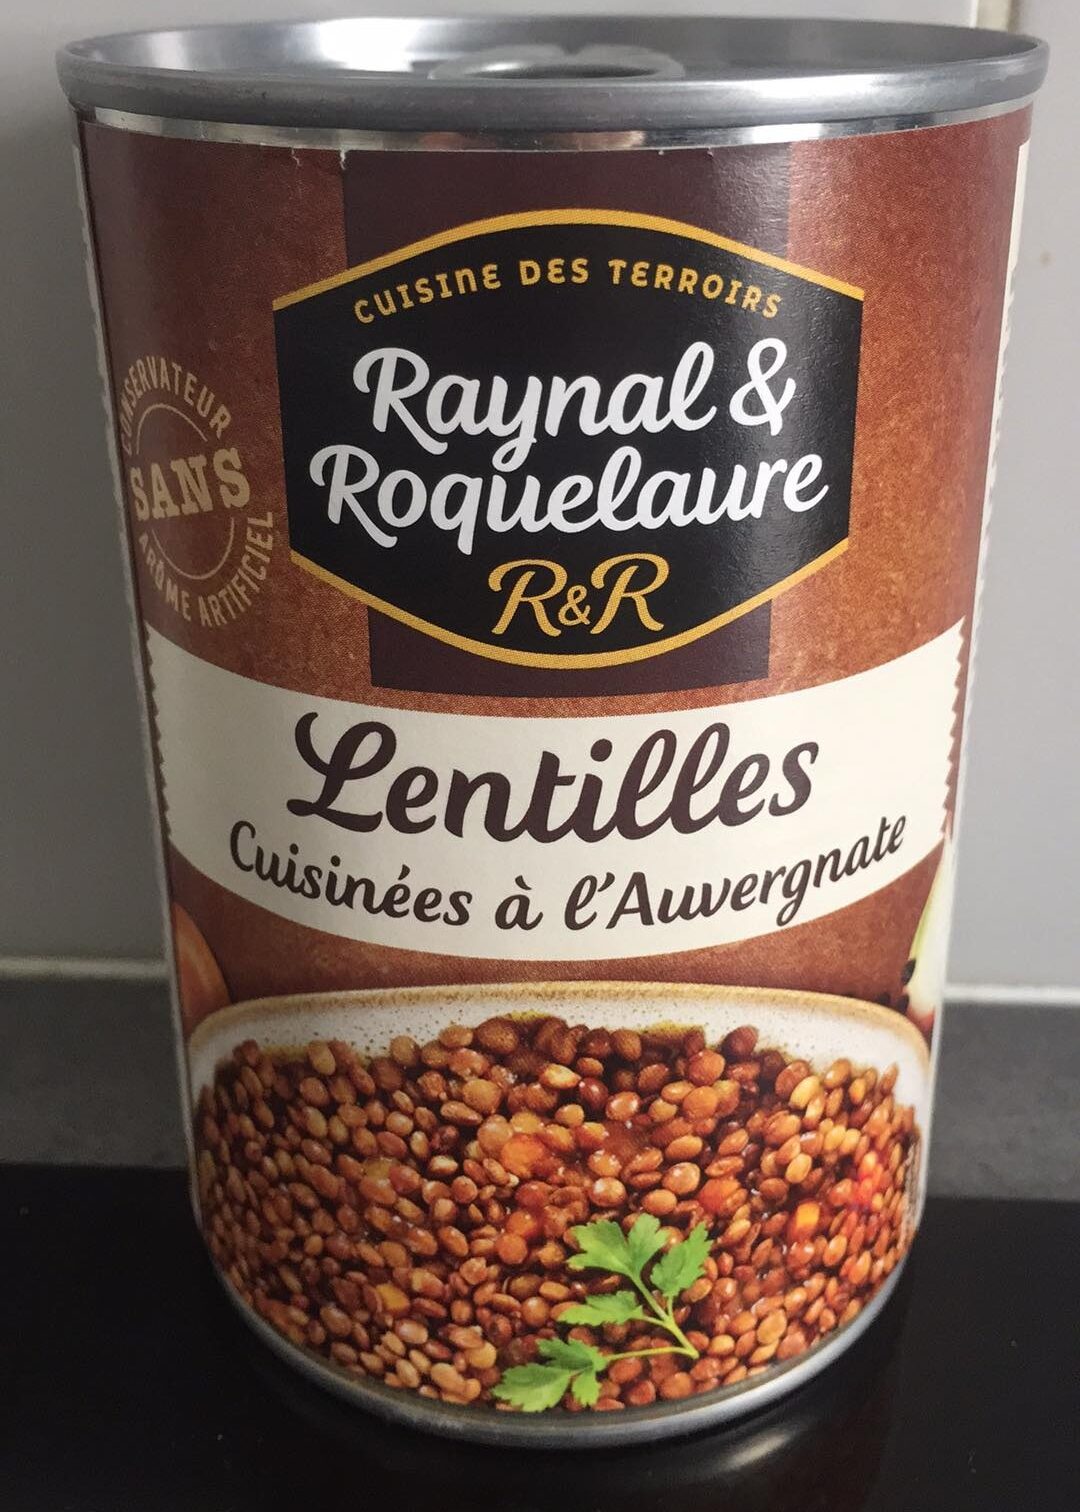 CUISINE DES TERROIRS
Raynal &
Roquelaure
R&R
CONSERVATEUR
SANS
ARÔME ARTIFICIEL
Lentilles
Cuisinées à l'Auvergnate